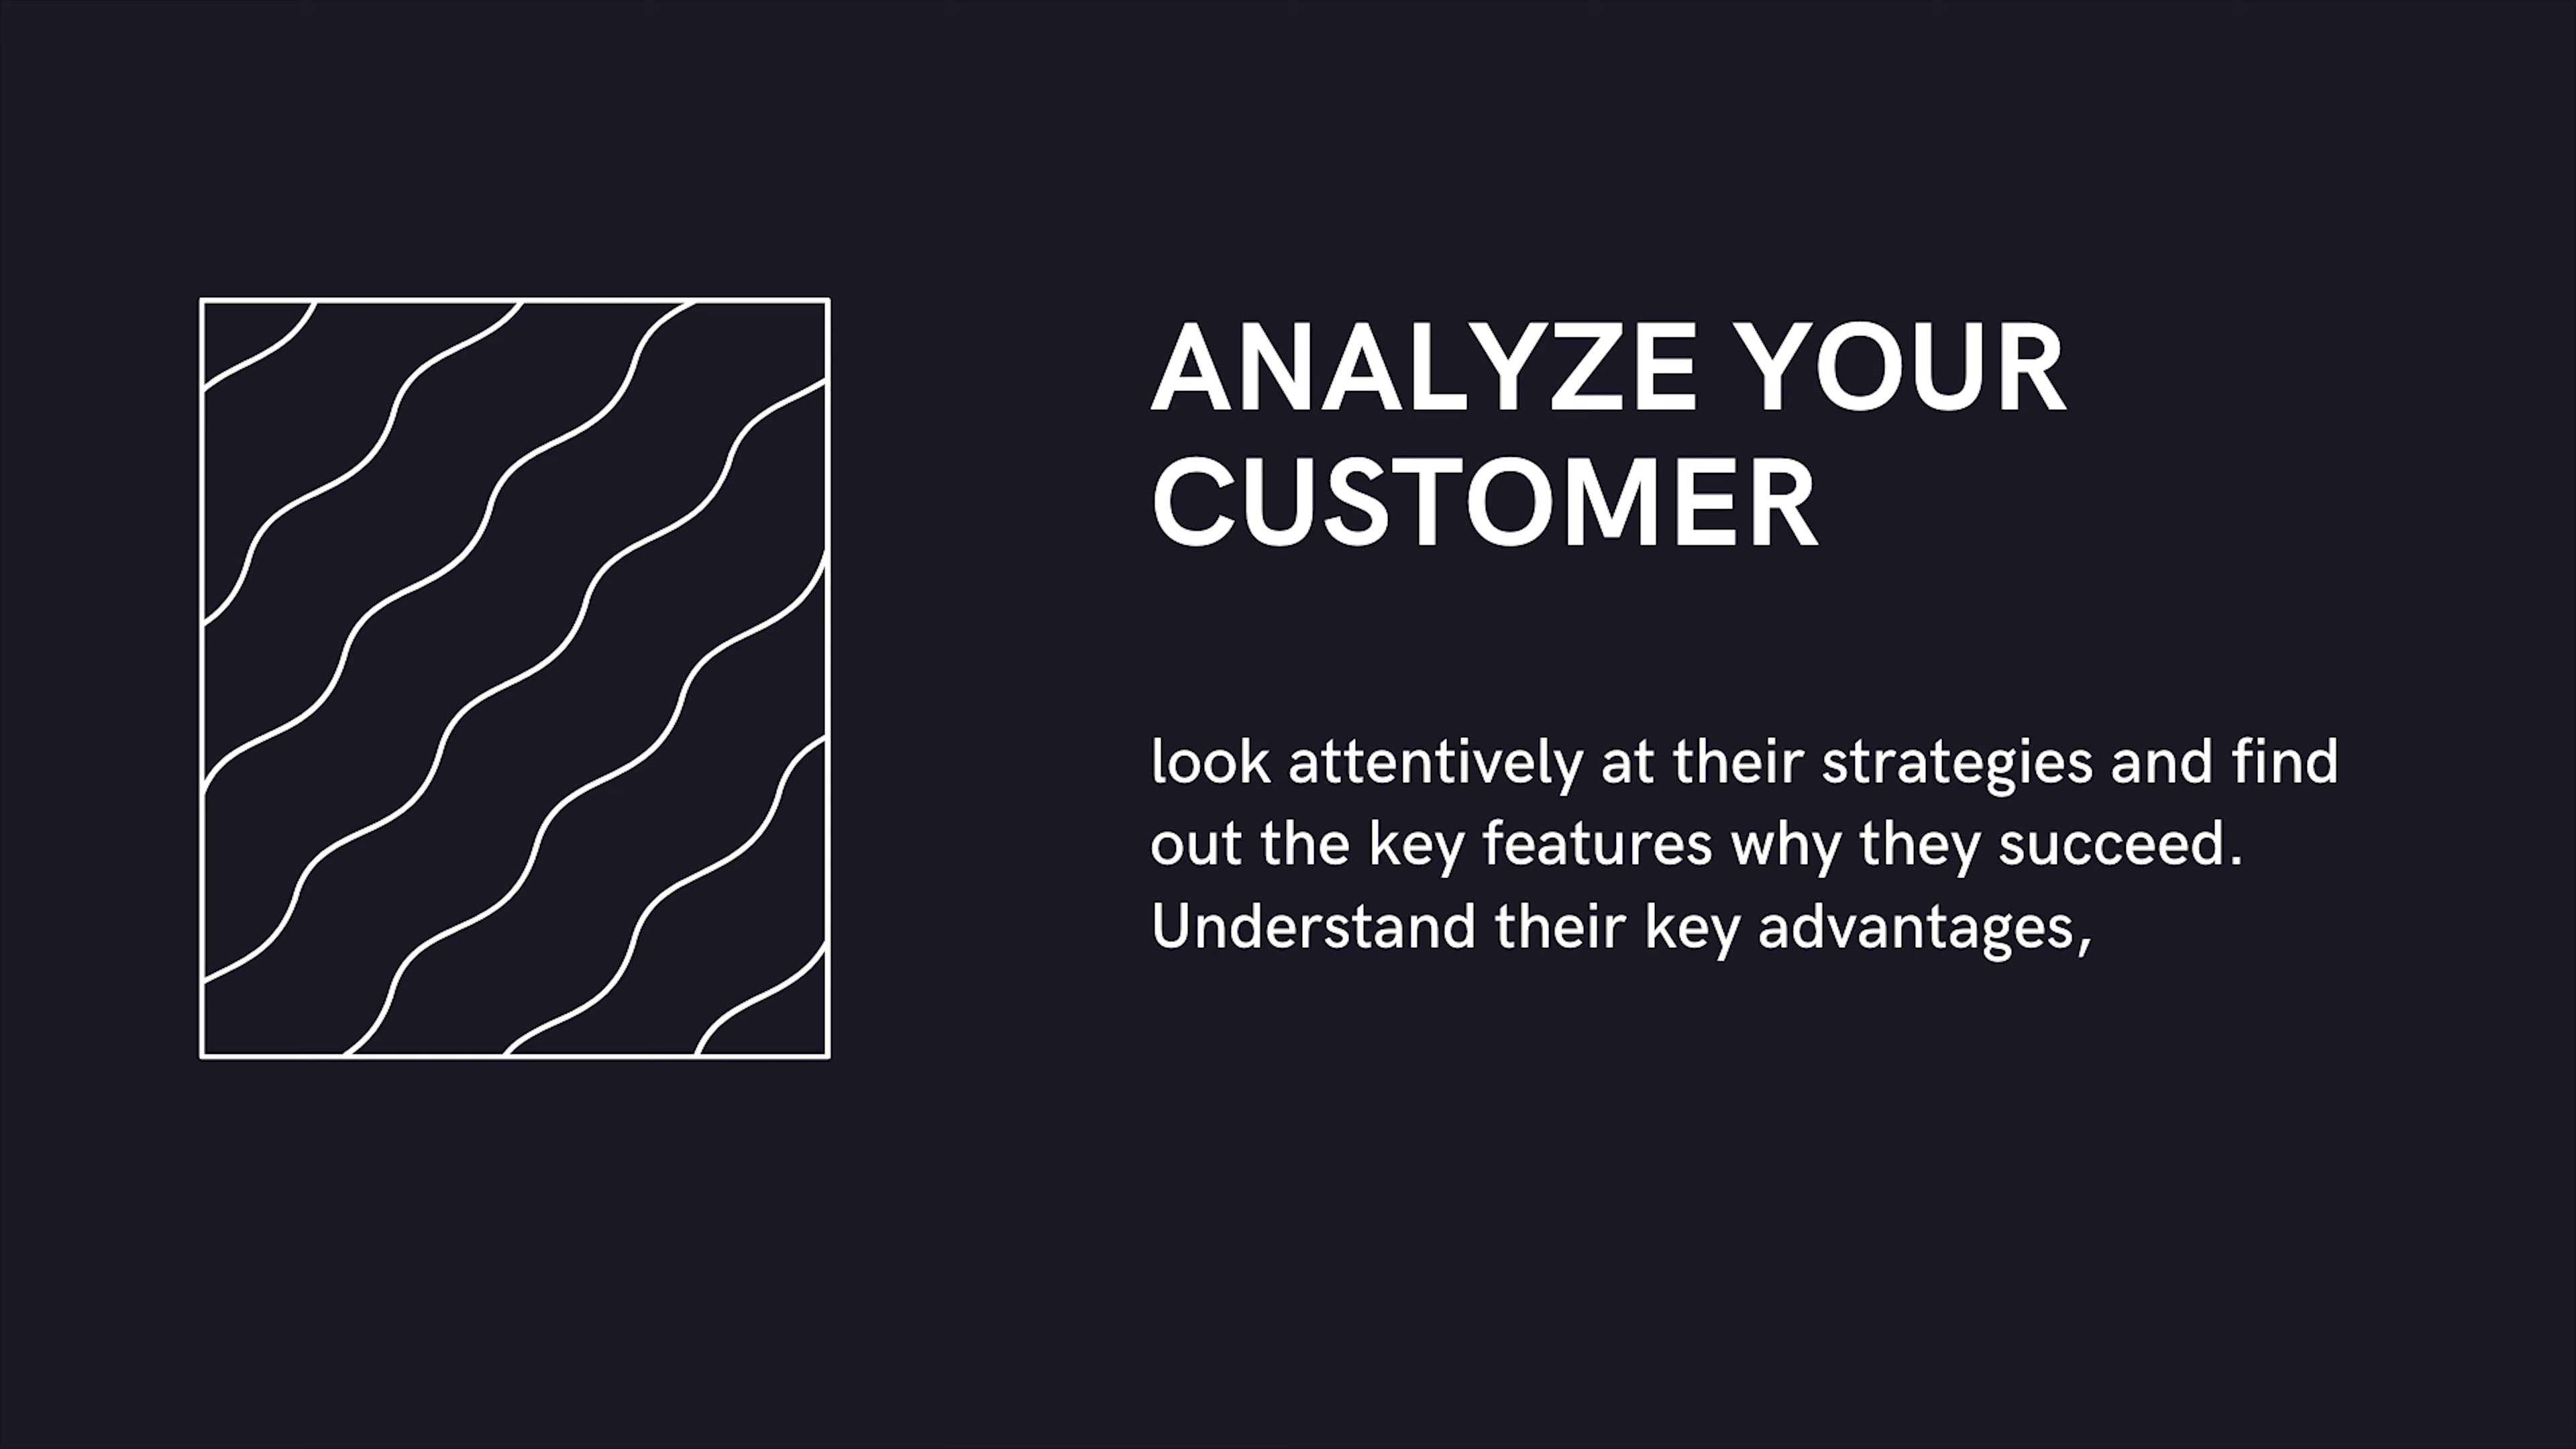 ANALYZE YOUR
CUSTOMER
look attentively at their strategies and find
out the key features why they succeed.
Understand their key advantages,